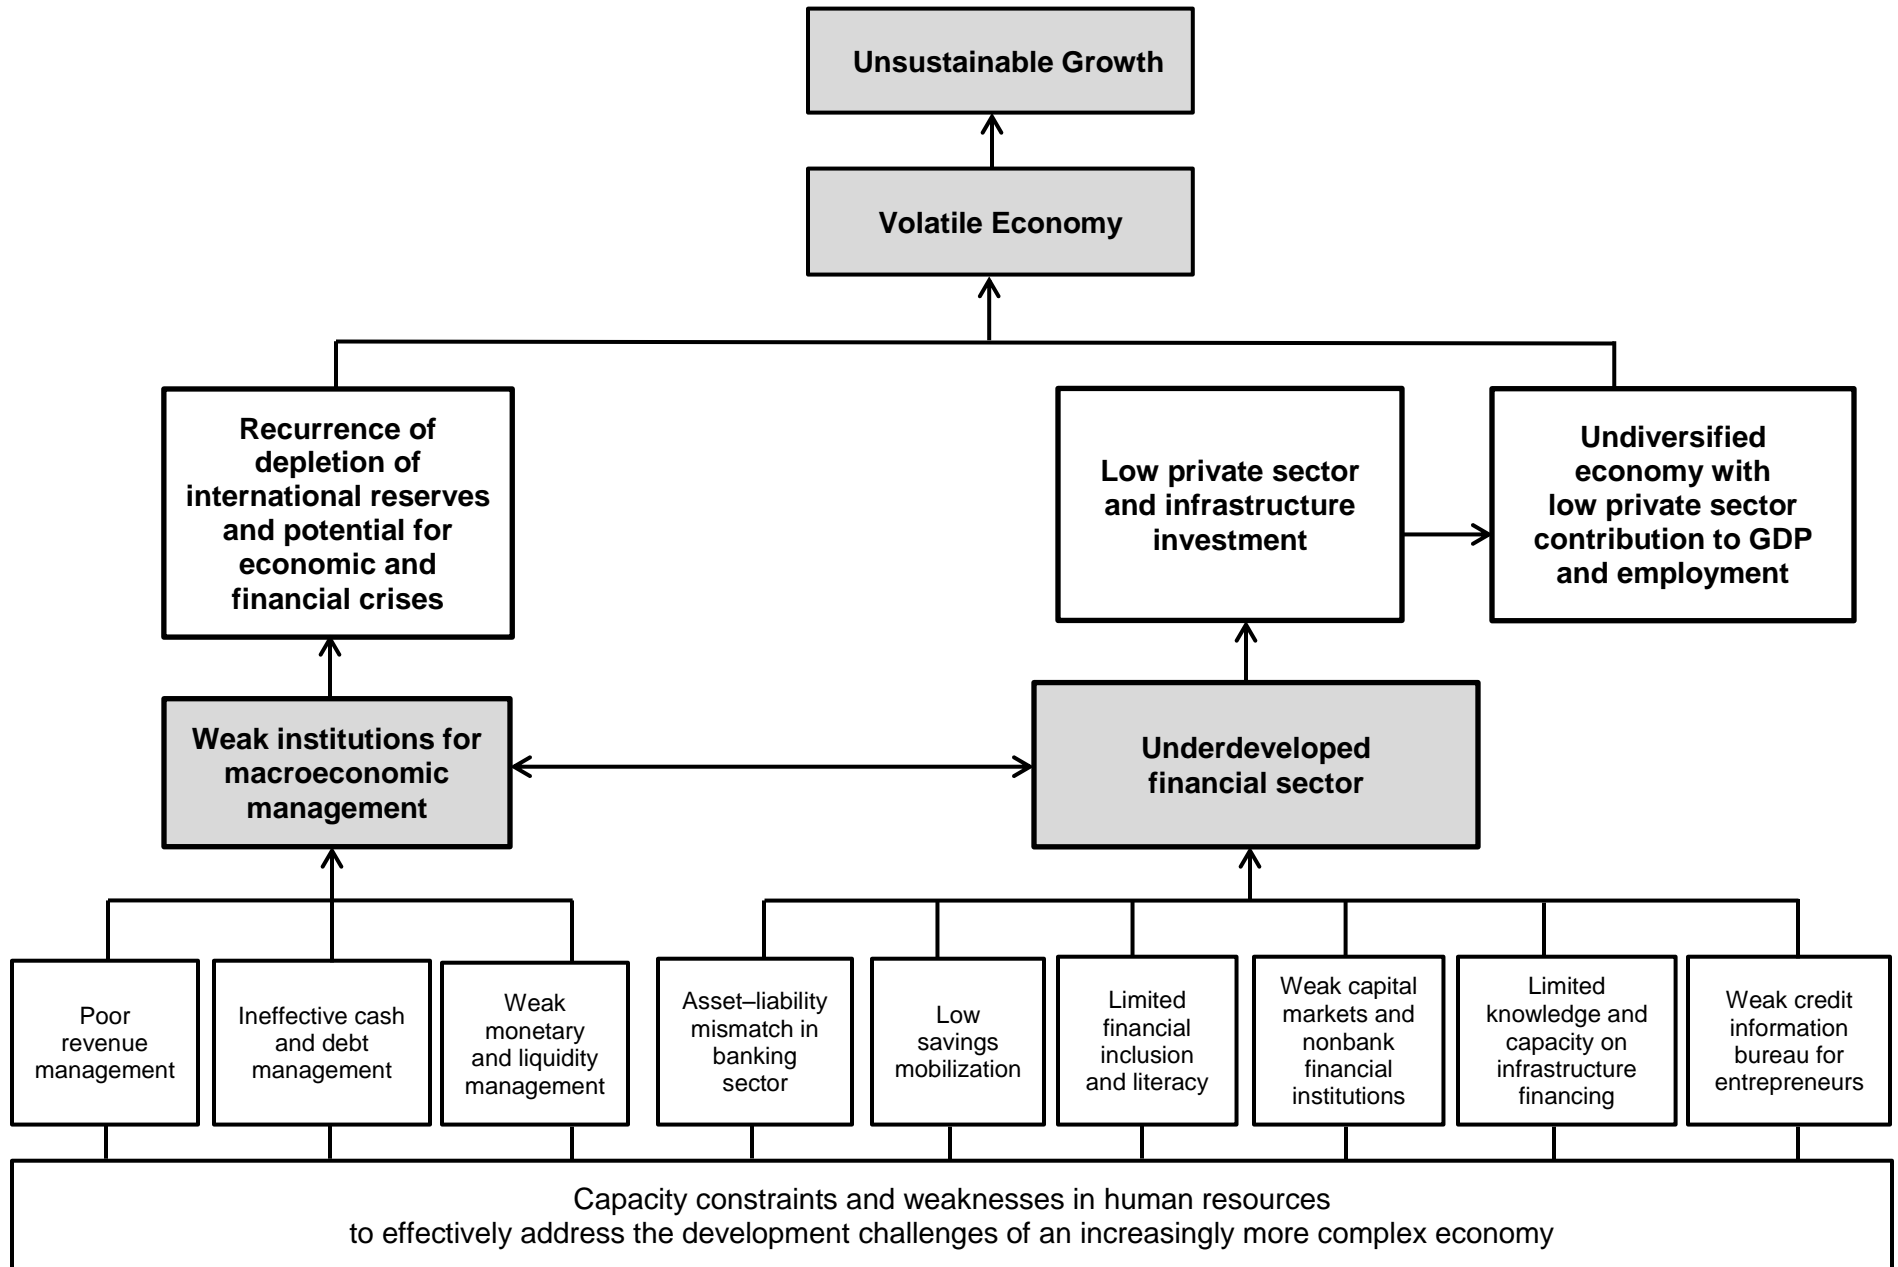 Unsustainable Growth
Volatile Economy
Recurrence of
depletion of
international reserves
and potential for
economic and
financial crises
Low private sector
and infrastructure
investment
Undiversified
economy with
low private sector
contribution to GDP
and employment
Weak institutions for
macroeconomic
management
Underdeveloped
financial sector
Poor
revenue
management
Ineffective cash
and debt
management
Weak
monetary
and liquidity
management
Asset–liability
mismatch in
banking
sector
Low
savings
mobilization
Limited
financial
inclusion
and literacy
Weak capital
markets and
nonbank
financial
institutions
Limited
knowledge and
capacity on
infrastructure
financing
Weak credit
information
bureau for
entrepreneurs
Capacity constraints and weaknesses in human resources
to effectively address the development challenges of an increasingly more complex economy